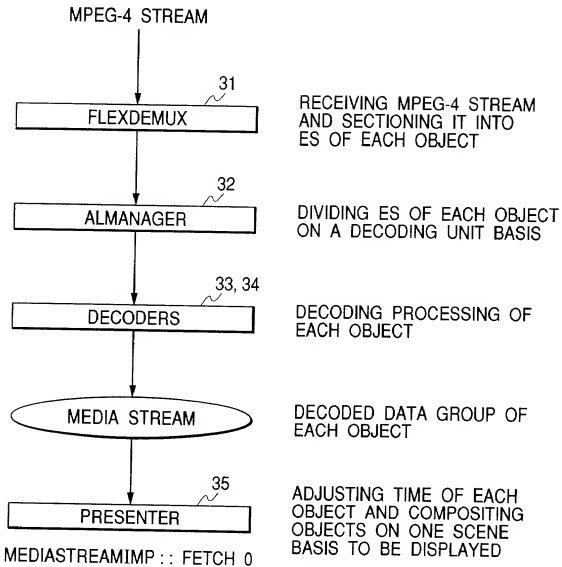 MPEG-4 STREAM
31
FLEXDEMUX
RECEIVING MPEG-4 STREAM
AND SECTIONING IT INTO
ES OF EACH OBJECT
32
ALMANAGER
DIVIDING ES OF EACH OBJECT
ON A DECODING UNIT BASIS
33, 34
DECODERS
DECODING PROCESSING OF
EACH OBJECT
MEDIA STREAM
DECODED DATA GROUP OF
EACH OBJECT
35
PRESENTER
ADJUSTING TIME OF EACH
OBJECT AND COMPOSITING
OBJECTS ON ONE SCENE
BASIS TO BE DISPLAYED
MEDIASTREAMIMP :: FETCH 0